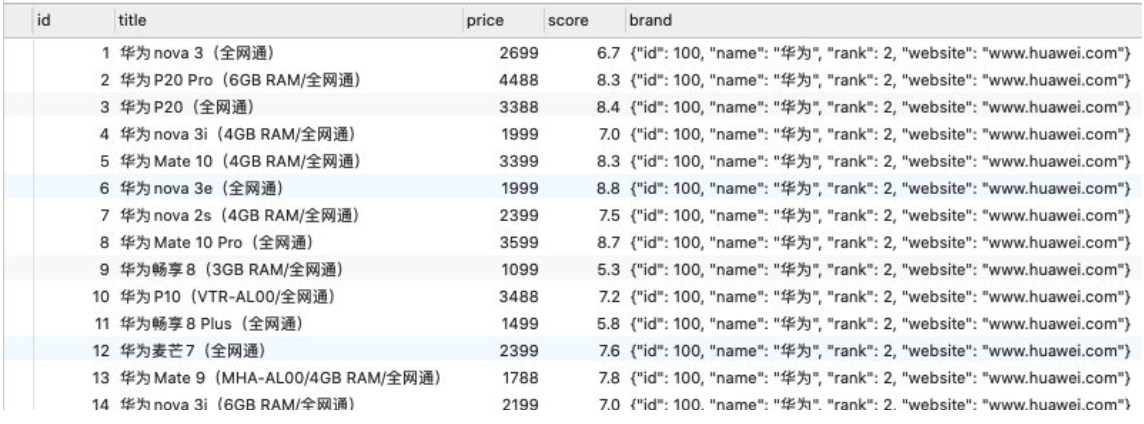 id title price score brand
1 华为 nova 3（全网通） 2699 6.7 {"id": 100, "name": "华为", "rank": 2, "website": "www.huawei.com"}
2 华为 P20 Pro（6GB RAM/全网通） 4488 8.3 {"id": 100, "name": "华为", "rank": 2, "website": "www.huawei.com"}
3 华为 P20（全网通） 3388 8.4 {"id": 100, "name": "华为", "rank": 2, "website": "www.huawei.com"}
4 华为 nova 3i（4GB RAM/全网通） 1999 7.0 {"id": 100, "name": "华为", "rank": 2, "website": "www.huawei.com"}
5 华为 Mate 10（4GB RAM/全网通） 3399 8.3 {"id": 100, "name": "华为", "rank": 2, "website": "www.huawei.com"}
6 华为 nova 3e（全网通） 1999 8.8 {"id": 100, "name": "华为", "rank": 2, "website": "www.huawei.com"}
7 华为 nova 2s（4GB RAM/全网通） 2399 7.5 {"id": 100, "name": "华为", "rank": 2, "website": "www.huawei.com"}
8 华为 Mate 10 Pro（全网通） 3599 8.7 {"id": 100, "name": "华为", "rank": 2, "website": "www.huawei.com"}
9 华为畅享 8（3GB RAM/全网通） 1099 5.3 {"id": 100, "name": "华为", "rank": 2, "website": "www.huawei.com"}
10 华为 P10（VTR-AL00/全网通） 3488 7.2 {"id": 100, "name": "华为", "rank": 2, "website": "www.huawei.com"}
11 华为畅享 8 Plus（全网通） 1499 5.8 {"id": 100, "name": "华为", "rank": 2, "website": "www.huawei.com"}
12 华为麦芒 7（全网通） 2399 7.6 {"id": 100, "name": "华为", "rank": 2, "website": "www.huawei.com"}
13 华为 Mate 9（MHA-AL00/4GB RAM/全网通） 1788 7.8 {"id": 100, "name": "华为", "rank": 2, "website": "www.huawei.com"}
14 华为 nova 3i（6GB RAM/全网通） 2199 7.0 {"id": 100, "name": "华为", "rank": 2, "website": "www.huawei.com"}